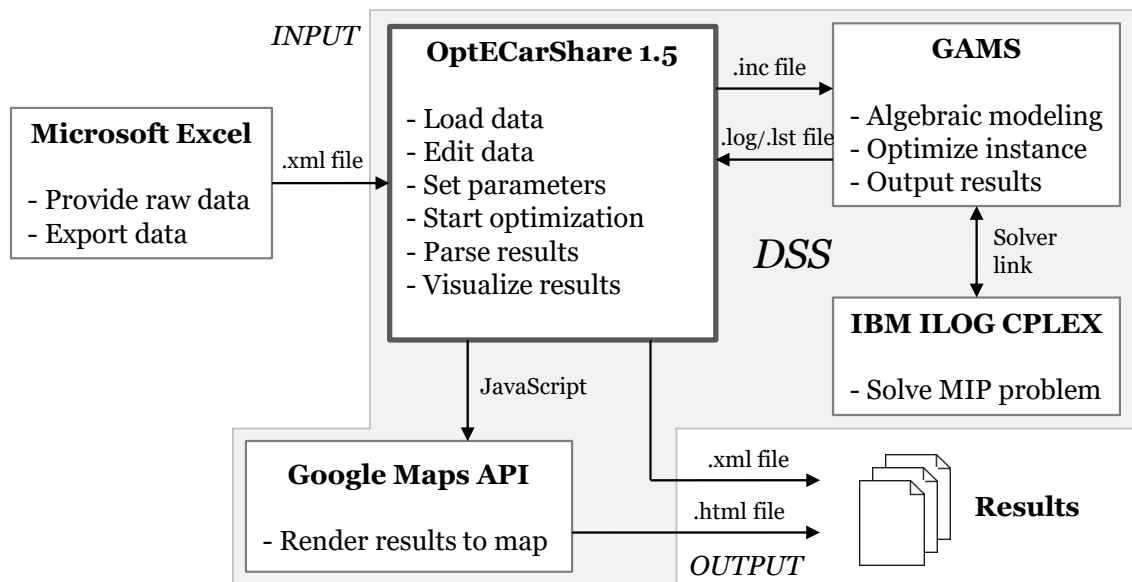 INPUT
Microsoft Excel
- Provide raw data
- Export data
.xml file
OptECarShare 1.5
- Load data
- Edit data
- Set parameters
- Start optimization
- Parse results
- Visualize results
.inc file
.log/.lst file
GAMS
- Algebraic modeling
- Optimize instance
- Output results
DSS
Solver
link
IBM ILOG CPLEX
- Solve MIP problem
JavaScript
Google Maps API
- Render results to map
.xml file
.html file
OUTPUT
Results